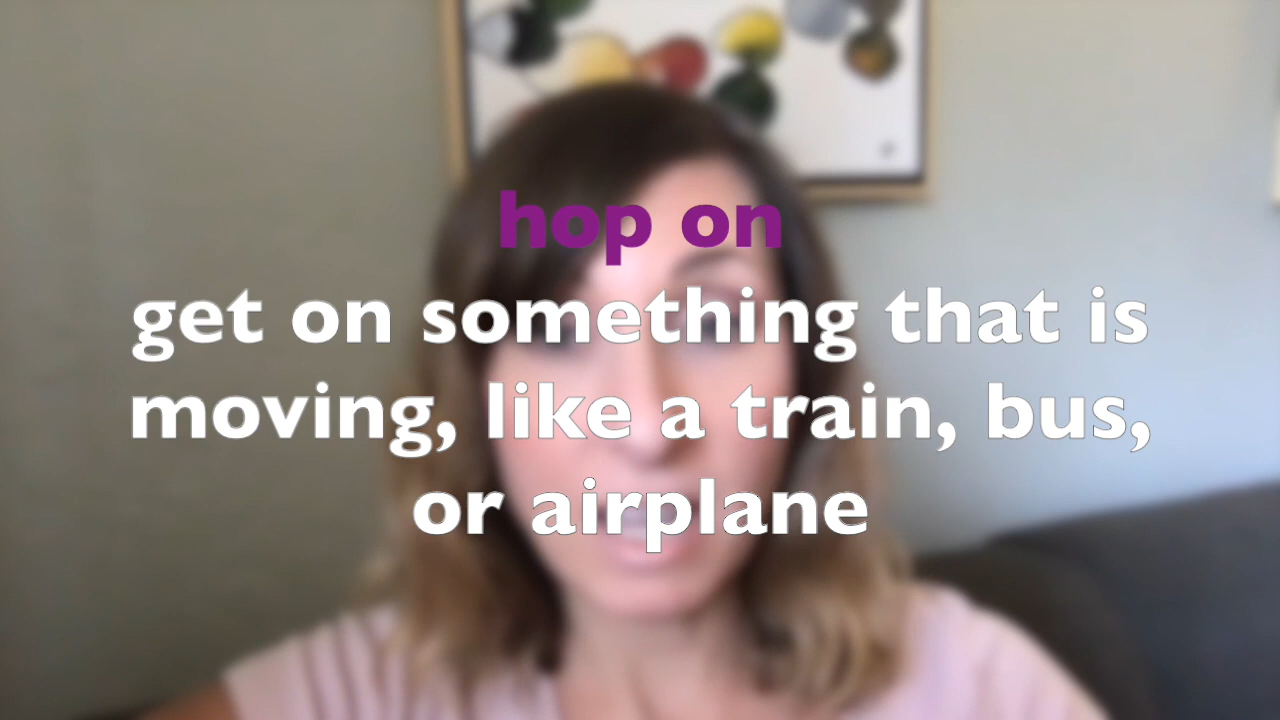 hop on
get on something that is
moving, like a train, bus,
or airplane